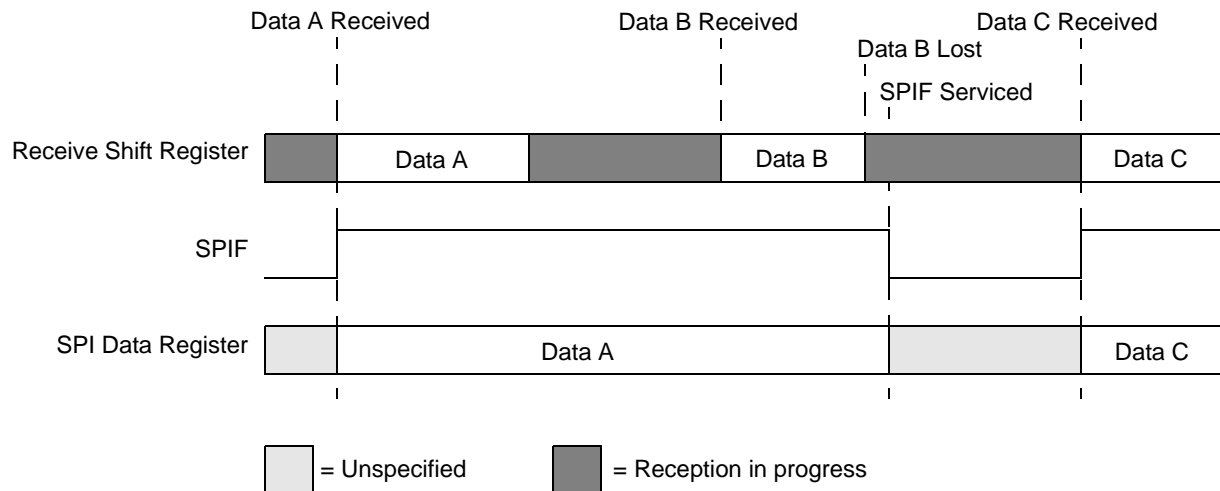 Data A Received
Data B Received
Data C Received
Data B Lost
SPIF Serviced
Receive Shift Register
Data A
Data B
Data C
SPIF
SPI Data Register
Data A
Data C
= Unspecified
= Reception in progress